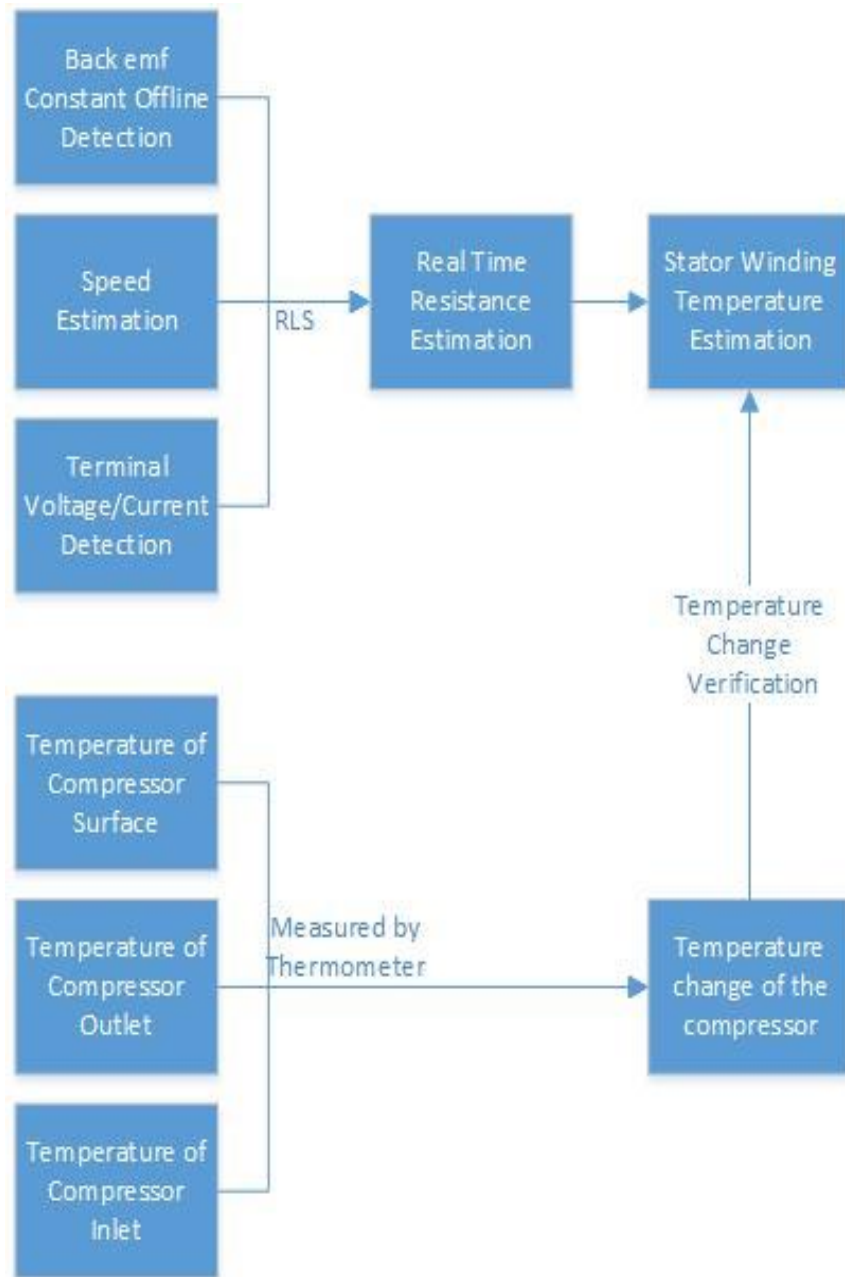 Back emf
Constant Offline
Detection
Speed
Estimation
RLS
Real Time
Resistance
Estimation
Stator Winding
Temperature
Estimation
Terminal
Voltage/Current
Detection
Temperature
Change
Verification
Temperature of
Compressor
Surface
Temperature of
Compressor
Outlet
Measured by
Thermometer
Temperature
change of the
compressor
Temperature of
Compressor
Inlet